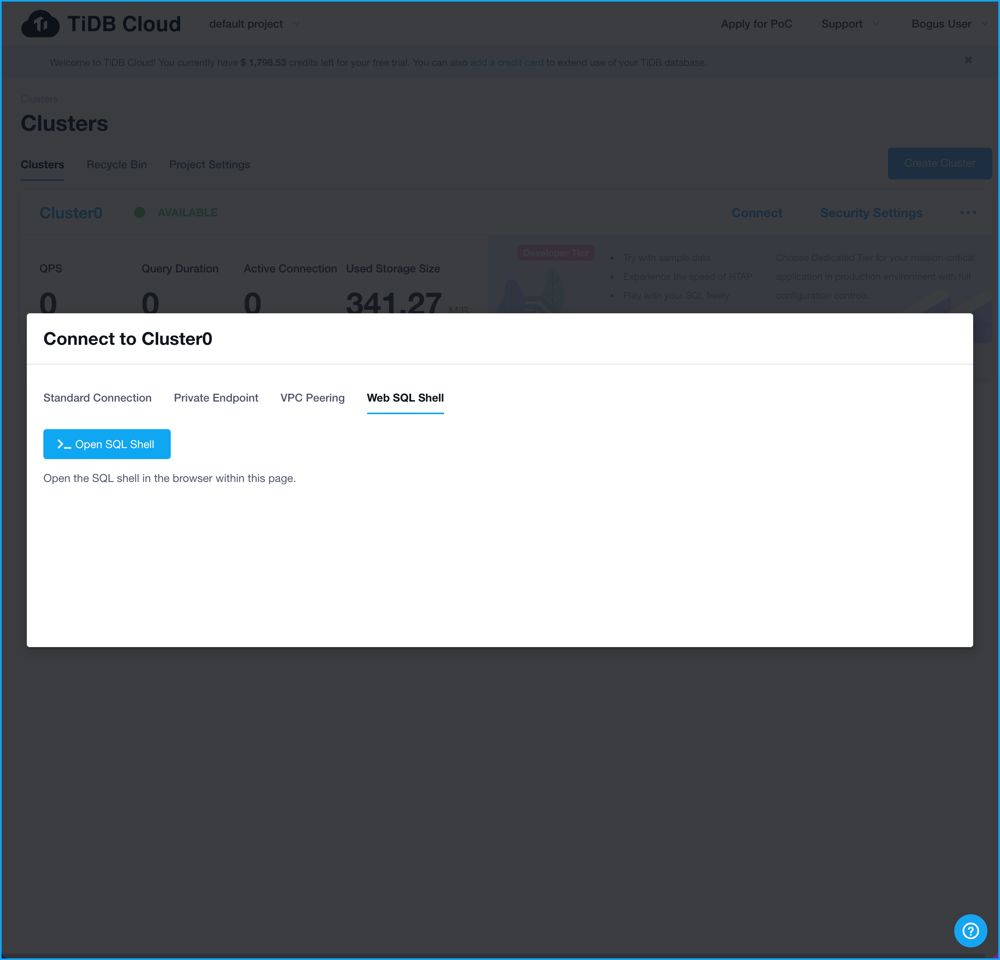 TiDB Cloud
default project
Apply for PoC
Support
Bogus User
Welcome to TiDB Cloud! You currently have $ 1,798.53 credits left for your free trial. You can also add a credit card to extend use of your TiDB database.
Clusters
Clusters
Clusters
Recycle Bin
Project Settings
Create Cluster
Cluster0
AVAILABLE
Connect
Security Settings
QPS
Query Duration
Active Connection
Used Storage Size
0
0
0
341.27 MiB
Developer Tier
Try with sample data
Experience the speed of HTAP
Play with your SQL freely
Choose Dedicated Tier for your mission-critical
application in production environment with full
configuration controls.
Connect to Cluster0
Standard Connection
Private Endpoint
VPC Peering
Web SQL Shell
Open SQL Shell
Open the SQL shell in the browser within this page.